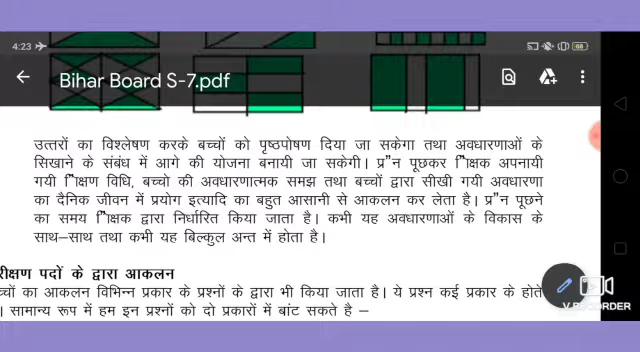 4:23
68
Bihar Board S-7.pdf
उत्तरों का विश्लेषण करके बच्चों को पृष्ठपोषण दिया जा सकेगा तथा अवधारणाओं के
सिखाने के संबंध में आगे की योजना बनायी जा सकेगी। प्र"न पूछकर िाक्षक अपनायी
गयी िाक्षण विधि, बच्चो की अवधारणात्मक समझ तथा बच्चों द्वारा सीखी गयी अवधारणा
का दैनिक जीवन में प्रयोग इत्यादि का बहुत आसानी से आकलन कर लेता है। प्र"न पूछने
का समय िाक्षक द्वारा निर्धारित किया जाता है। कभी यह अवधारणाओं के विकास के
साथ–साथ तथा कभी यह बिल्कुल अन्त में होता है।
रीक्षण पदों के द्वारा आकलन
च्चों का आकलन विभिन्न प्रकार के प्रश्नों के द्वारा भी किया जाता है। ये प्रश्न कई प्रकार के होते
। सामान्य रूप में हम इन प्रश्नों को दो प्रकारों में बांट सकते है –
V RECORDER